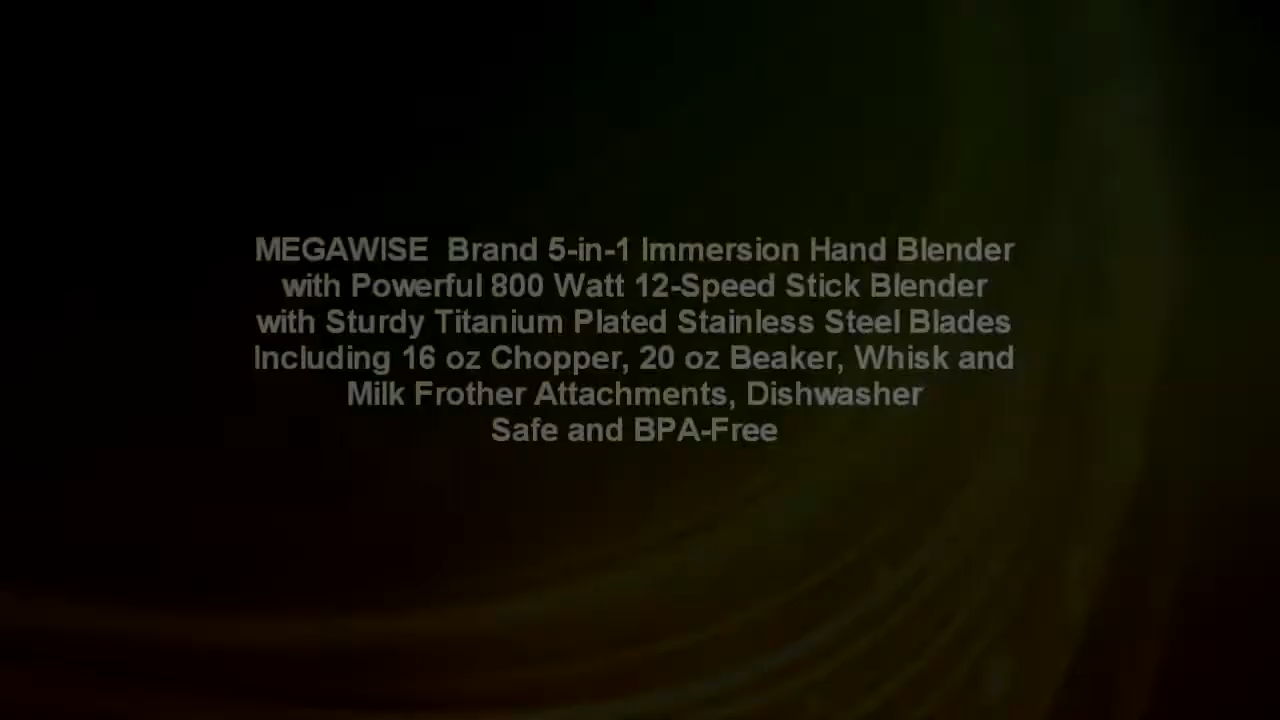 MEGAWISE  Brand 5-in-1 Immersion Hand Blender
with Powerful 800 Watt 12-Speed Stick Blender
with Sturdy Titanium Plated Stainless Steel Blades
Including 16 oz Chopper, 20 oz Beaker, Whisk and
Milk Frother Attachments, Dishwasher
Safe and BPA-Free